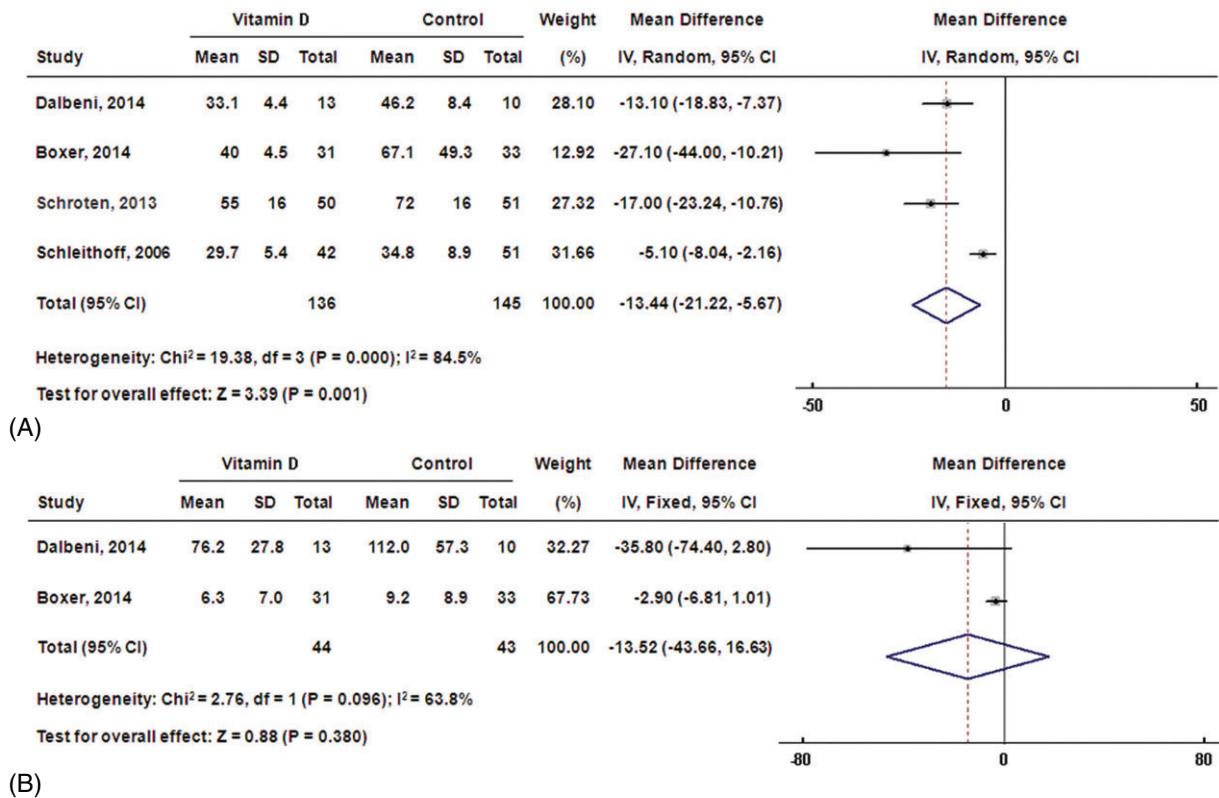 Vitamin D Control Weight Mean Difference Mean Difference
Study Mean SD Total Mean SD Total (%) IV, Random, 95% CI IV, Random, 95% CI
Dalbeni, 2014 33.1 4.4 13 46.2 8.4 10 28.10 -13.10 (-18.83, -7.37)
Boxer, 2014 40 4.5 31 67.1 49.3 33 12.92 -27.10 (-44.00, -10.21)
Schroten, 2013 55 16 50 72 16 51 27.32 -17.00 (-23.24, -10.76)
Schleithoff, 2006 29.7 5.4 42 34.8 8.9 51 31.66 -5.10 (-8.04, -2.16)
Total (95% CI) 136 145 100.00 -13.44 (-21.22, -5.67)
Heterogeneity: Chi² = 19.38, df = 3 (P = 0.000); I² = 84.5%
Test for overall effect: Z = 3.39 (P = 0.001)
-50 0 50
(A)
Vitamin D Control Weight Mean Difference Mean Difference
Study Mean SD Total Mean SD Total (%) IV, Fixed, 95% CI IV, Fixed, 95% CI
Dalbeni, 2014 76.2 27.8 13 112.0 57.3 10 32.27 -35.80 (-74.40, 2.80)
Boxer, 2014 6.3 7.0 31 9.2 8.9 33 67.73 -2.90 (-6.81, 1.01)
Total (95% CI) 44 43 100.00 -13.52 (-43.66, 16.63)
Heterogeneity: Chi² = 2.76, df = 1 (P = 0.096); I² = 63.8%
Test for overall effect: Z = 0.88 (P = 0.380)
-80 0 80
(B)